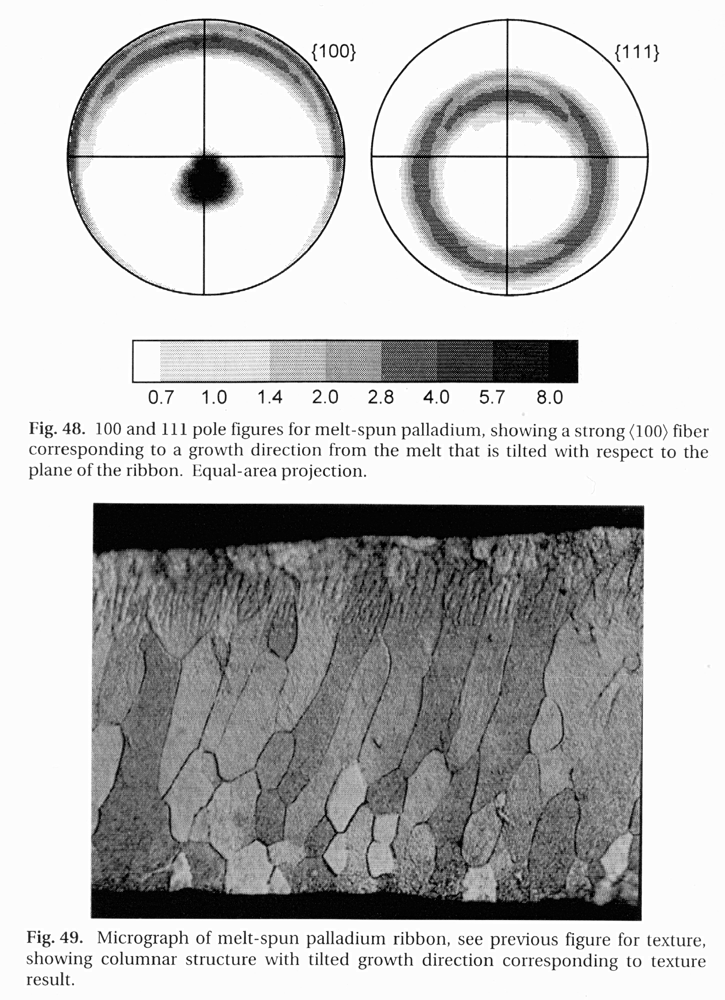 {100}
{111}
0.7 1.0 1.4 2.0 2.8 4.0 5.7 8.0
Fig. 48. 100 and 111 pole figures for melt-spun palladium, showing a strong ⟨100⟩ fiber
corresponding to a growth direction from the melt that is tilted with respect to the
plane of the ribbon. Equal-area projection.
Fig. 49. Micrograph of melt-spun palladium ribbon, see previous figure for texture,
showing columnar structure with tilted growth direction corresponding to texture
result.